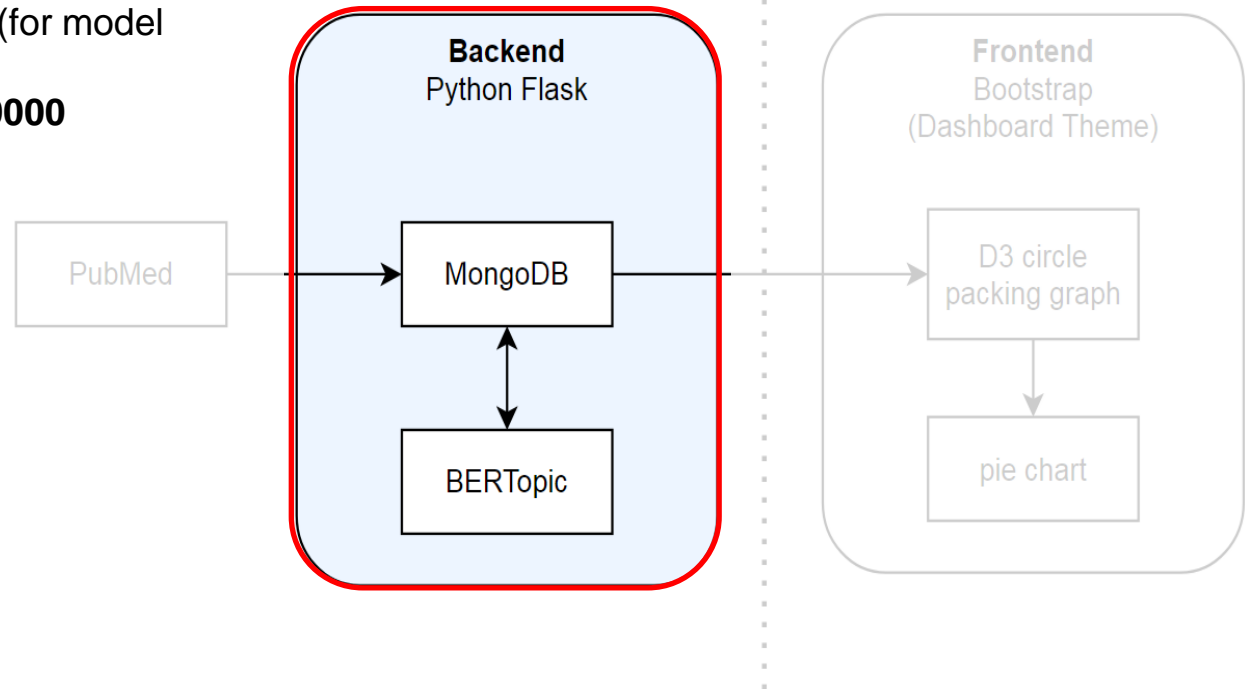 (for model
0000
Backend
Python Flask
Frontend
Bootstrap
(Dashboard Theme)
PubMed
MongoDB
D3 circle
packing graph
BERTopic
pie chart